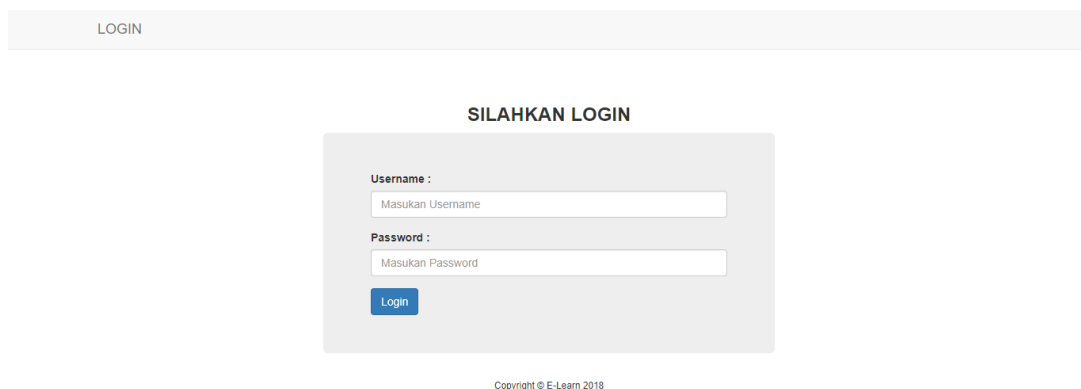 LOGIN
SILAHKAN LOGIN
Username :
Masukan Username
Password :
Masukan Password
Login
Copyright © E-Learn 2018